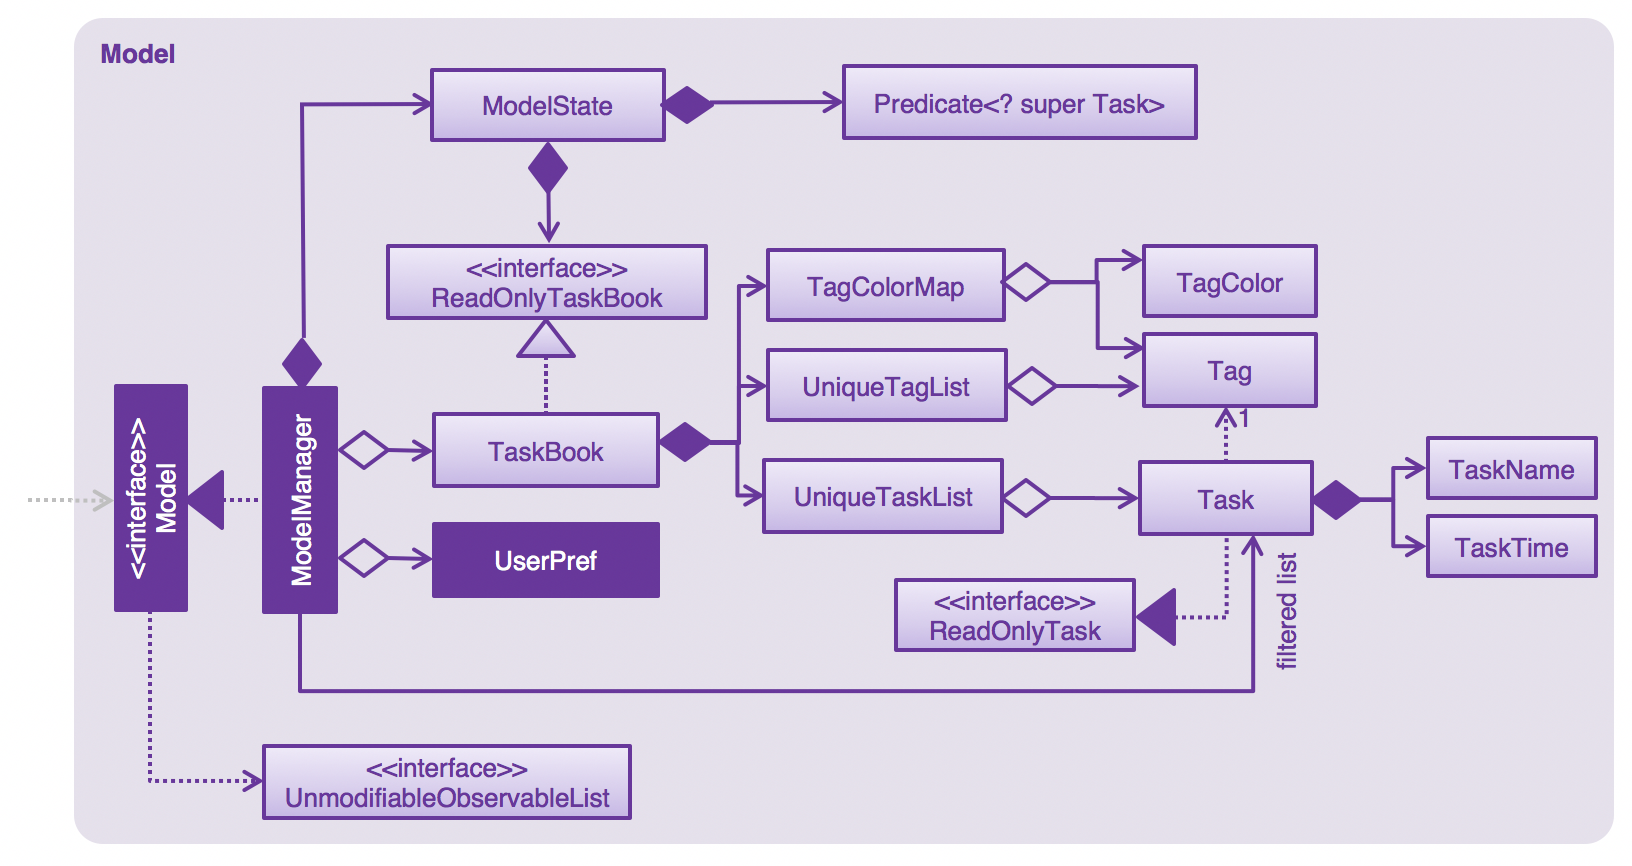 Model
ModelState
Predicate<? super Task>
<<interface>>
ReadOnlyTaskBook
TagColorMap
TagColor
UniqueTagList
Tag
1
<<interface>>
Model
ModelManager
TaskBook
UniqueTaskList
Task
TaskName
TaskTime
UserPref
<<interface>>
ReadOnlyTask
filtered list
<<interface>>
UnmodifiableObservableList